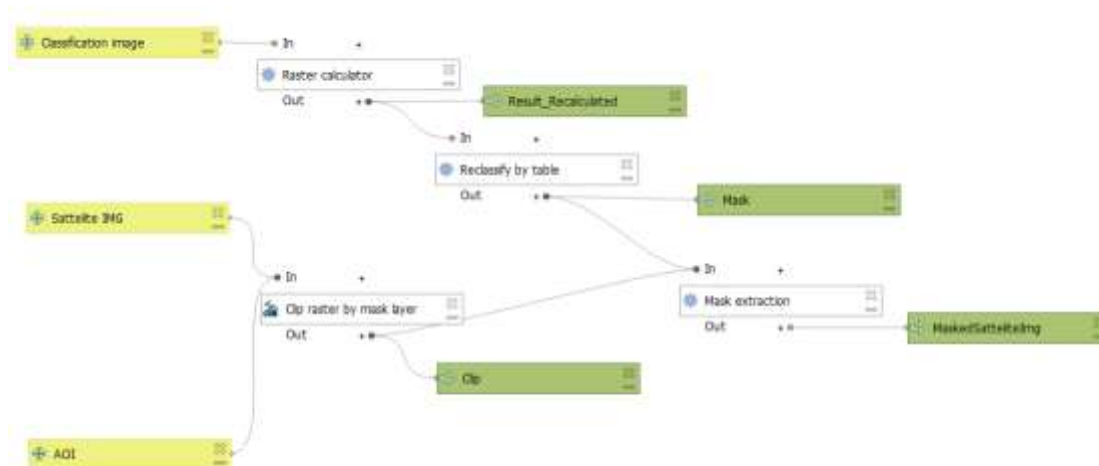 Classfication image
In
Raster calculator
Out
Result_Recalculated
In
Reclassify by table
Out
Mask
Sattelite IMG
In
Clip raster by mask layer
Out
In
Mask extraction
Out
MaskedSatteliteImg
Clip
AOI